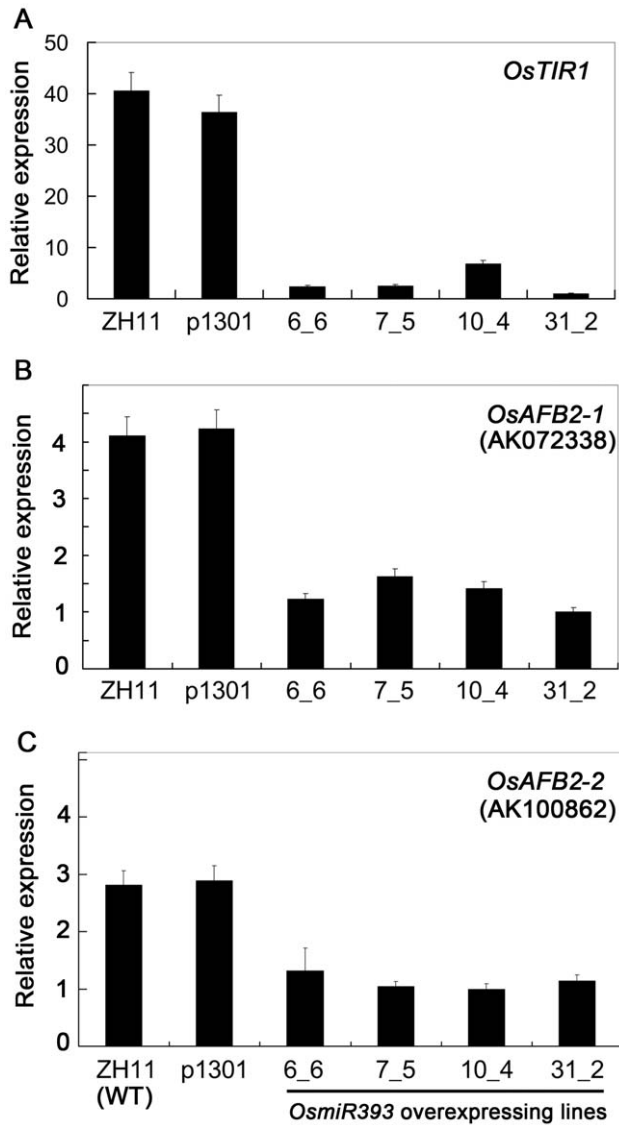 A
Relative expression
50
40
30
20
10
0
OsTIR1
ZH11 p1301 6_6 7_5 10_4 31_2
B
Relative expression
4
3
2
1
0
OsAFB2-1
(AK072338)
ZH11 p1301 6_6 7_5 10_4 31_2
C
Relative expression
4
3
2
1
0
OsAFB2-2
(AK100862)
ZH11 p1301 6_6 7_5 10_4 31_2
(WT)
OsmiR393 overexpressing lines